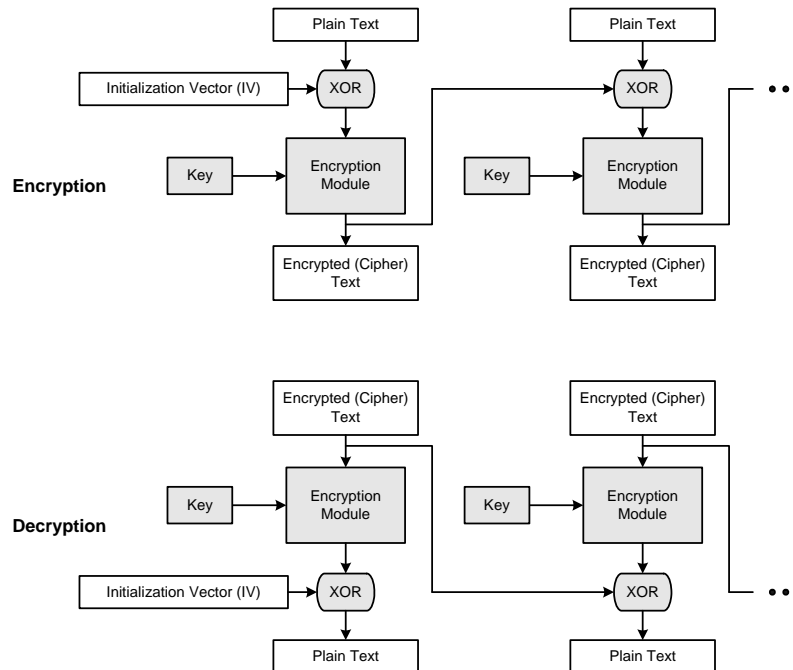 Plain Text
Plain Text
Initialization Vector (IV)
XOR
XOR
Encryption
Key
Encryption
Module
Key
Encryption
Module
Encrypted (Cipher)
Text
Encrypted (Cipher)
Text
Encrypted (Cipher)
Text
Encrypted (Cipher)
Text
Decryption
Key
Encryption
Module
Key
Encryption
Module
Initialization Vector (IV)
XOR
XOR
Plain Text
Plain Text